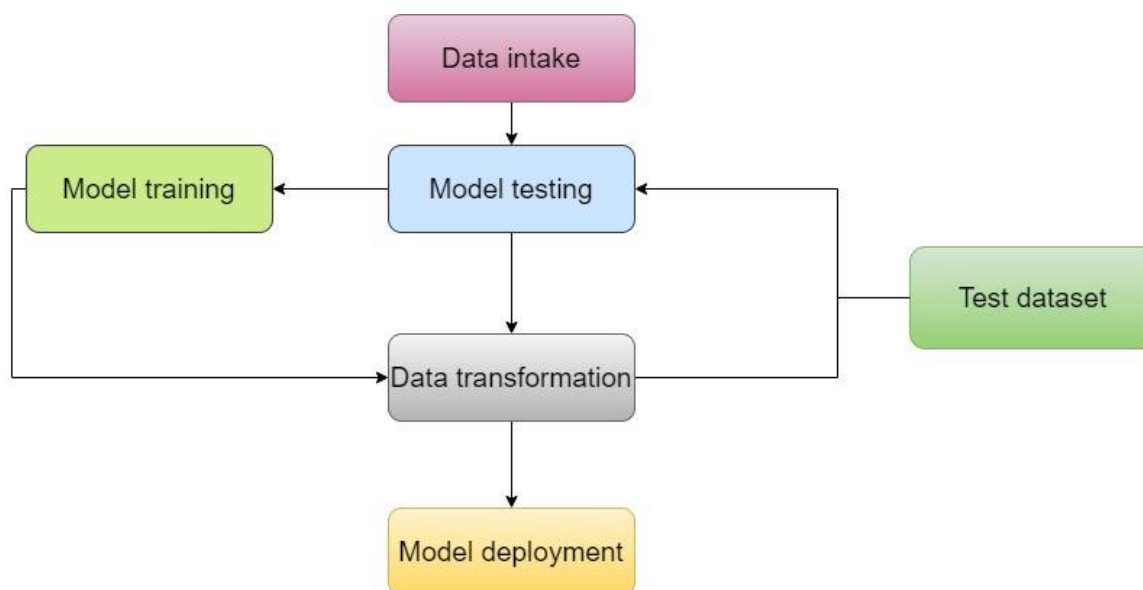 Data intake
Model training
Model testing
Test dataset
Data transformation
Model deployment